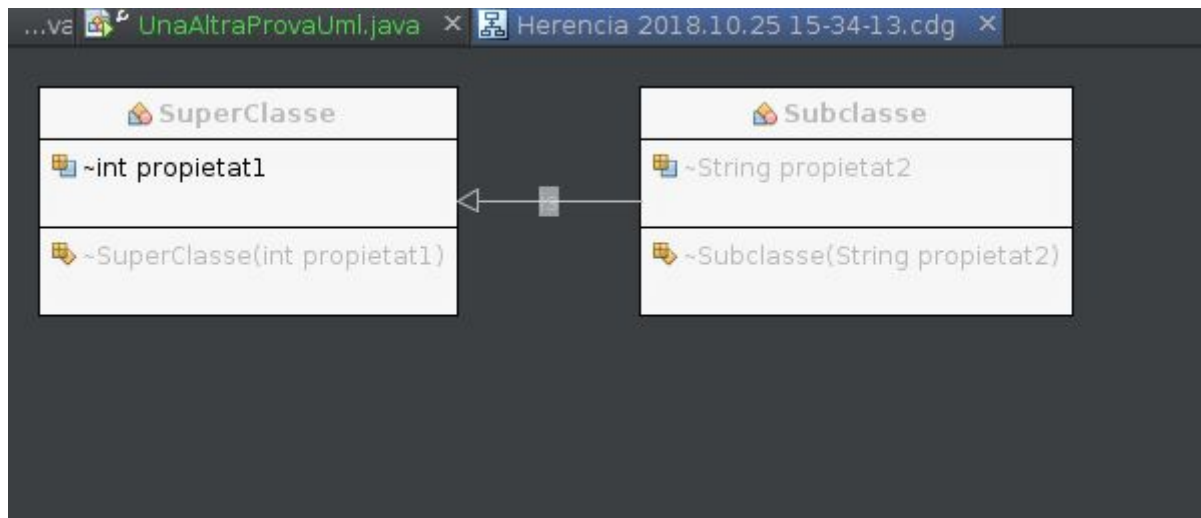 ...va UnaAltraProvaUml.java × Herencia 2018.10.25 15-34-13.cdg ×
SuperClasse
~int propietat1
~SuperClasse(int propietat1)
Subclasse
~String propietat2
~Subclasse(String propietat2)